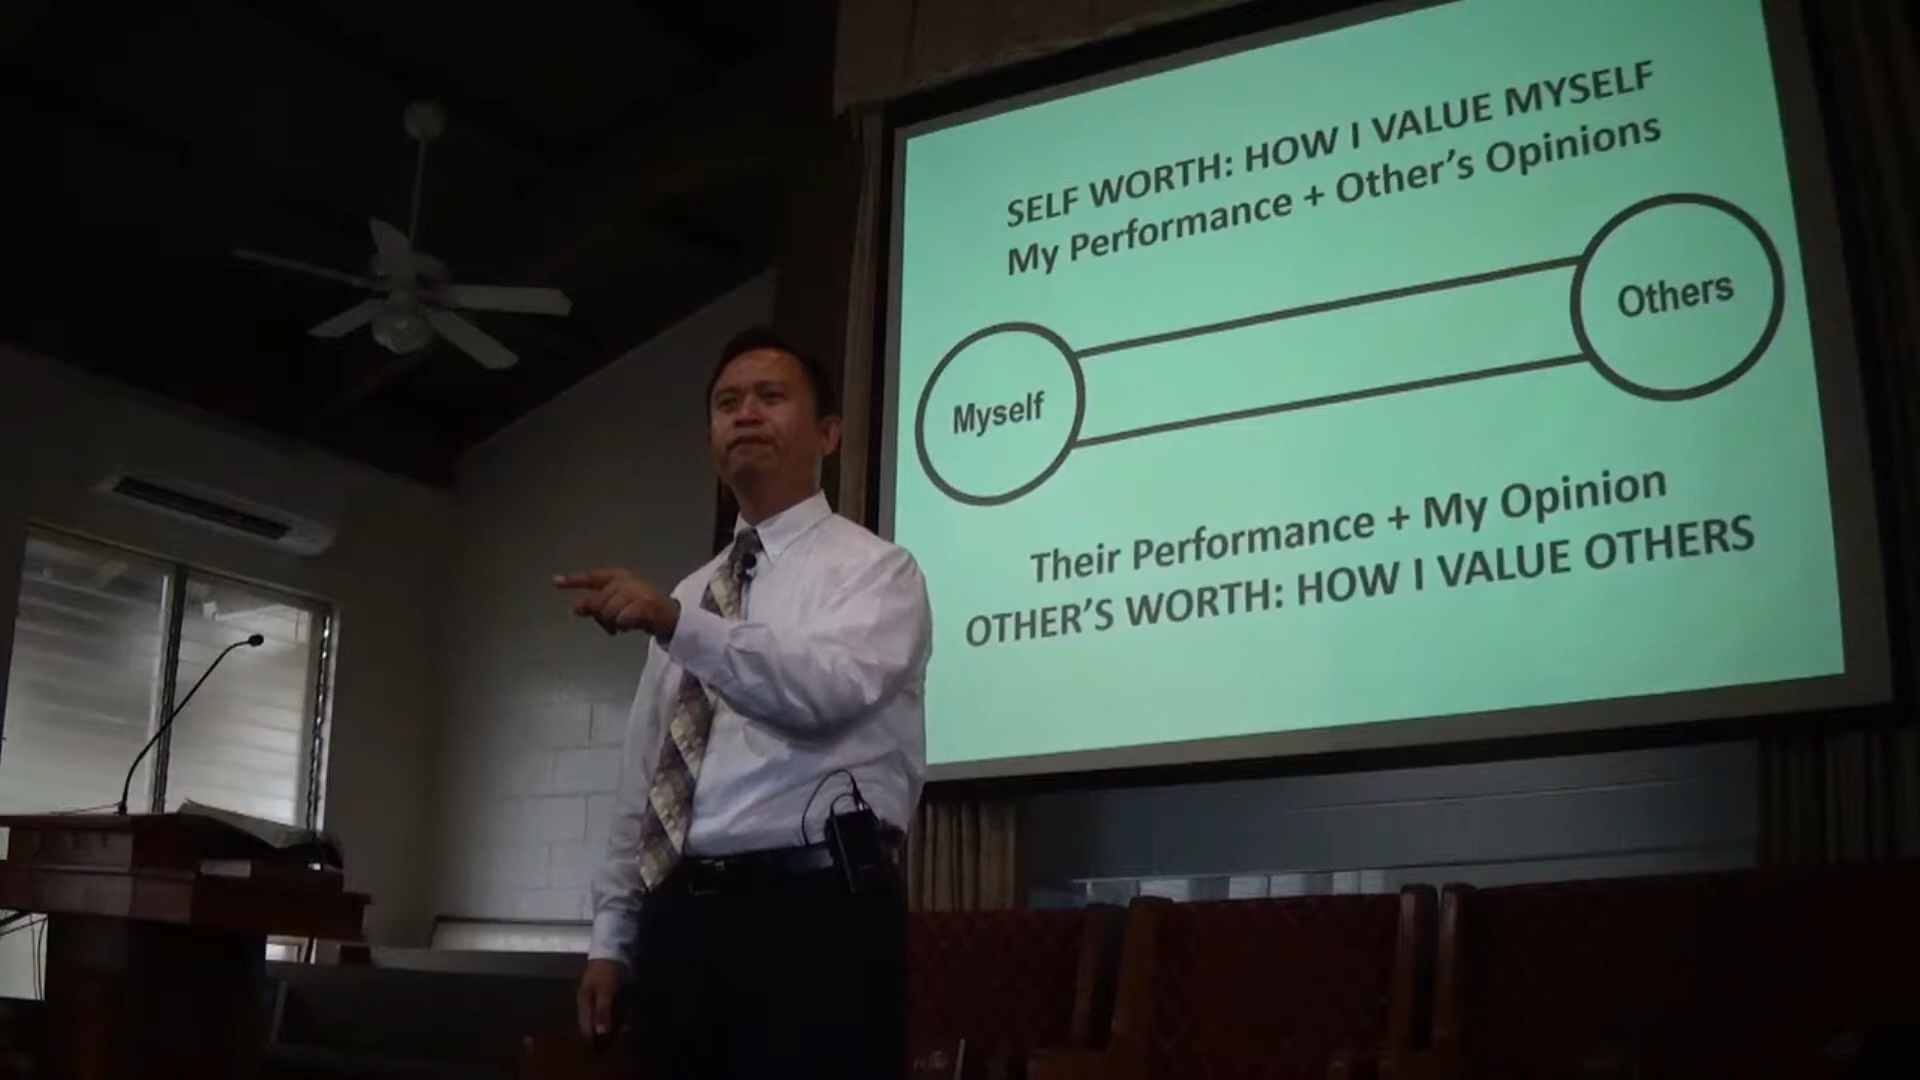 SELF WORTH: HOW I VALUE MYSELF
My Performance + Other's Opinions
Others
Myself
Their Performance + My Opinion
OTHER'S WORTH: HOW I VALUE OTHERS